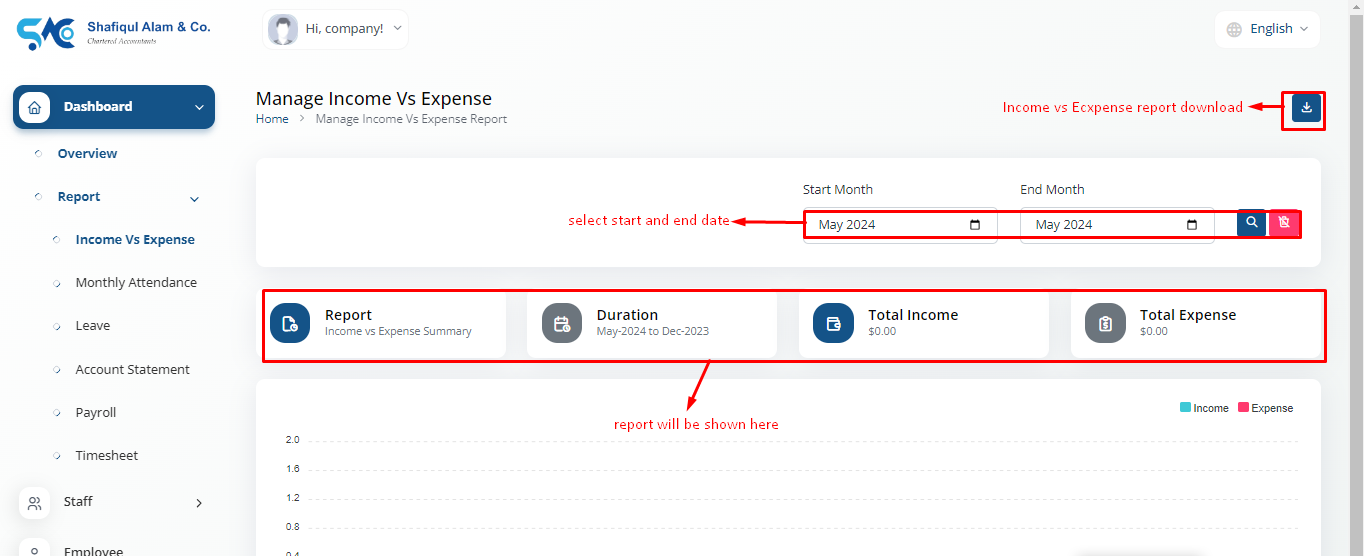 Shafiqul Alam & Co.
Chartered Accountants
Hi, company!
English
Dashboard
Overview
Report
Income Vs Expense
Monthly Attendance
Leave
Account Statement
Payroll
Timesheet
Staff
Employee
Manage Income Vs Expense
Home > Manage Income Vs Expense Report
Income vs Ecxpense report download
Start Month
End Month
select start and end date
May 2024
May 2024
Report
Income vs Expense Summary
Duration
May-2024 to Dec-2023
Total Income
$0.00
Total Expense
$0.00
report will be shown here
Income
Expense
2.0
1.6
1.2
0.8
0.4